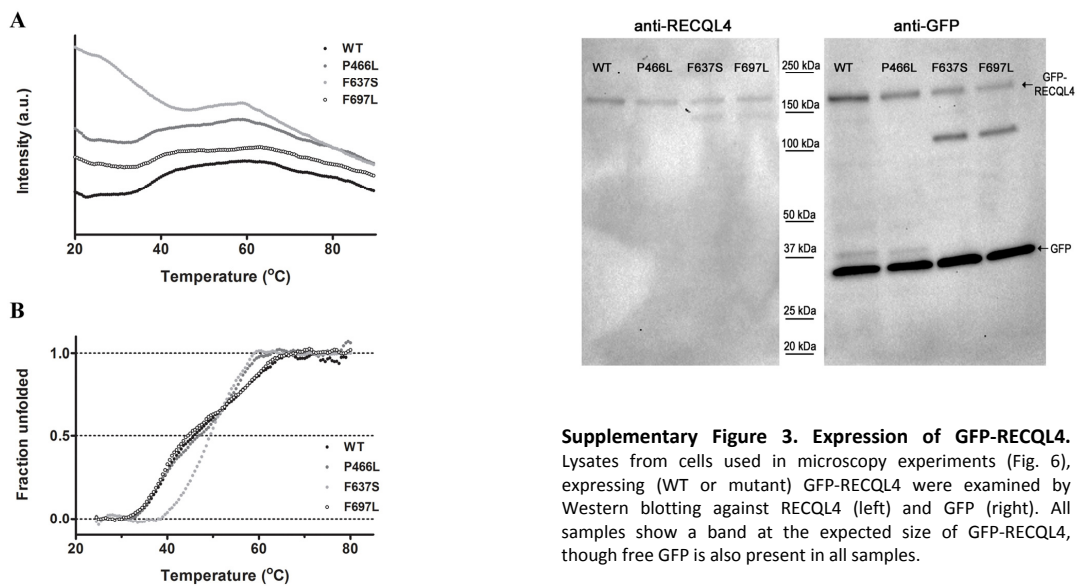 A
WT
P466L
F637S
F697L
Intensity (a.u.)
20 40 60 80
Temperature (°C)
B
1.0
0.5
0.0
Fraction unfolded
WT
P466L
F637S
F697L
20 40 60 80
Temperature (°C)
anti-RECQL4 anti-GFP
WT P466L F637S F697L
250 kDa
150 kDa
100 kDa
50 kDa
37 kDa
25 kDa
20 kDa
WT P466L F637S F697L
←GFP-
RECQL4
←GFP
Supplementary Figure 3. Expression of GFP-RECQL4.
Lysates from cells used in microscopy experiments (Fig. 6),
expressing (WT or mutant) GFP-RECQL4 were examined by
Western blotting against RECQL4 (left) and GFP (right). All
samples show a band at the expected size of GFP-RECQL4,
though free GFP is also present in all samples.